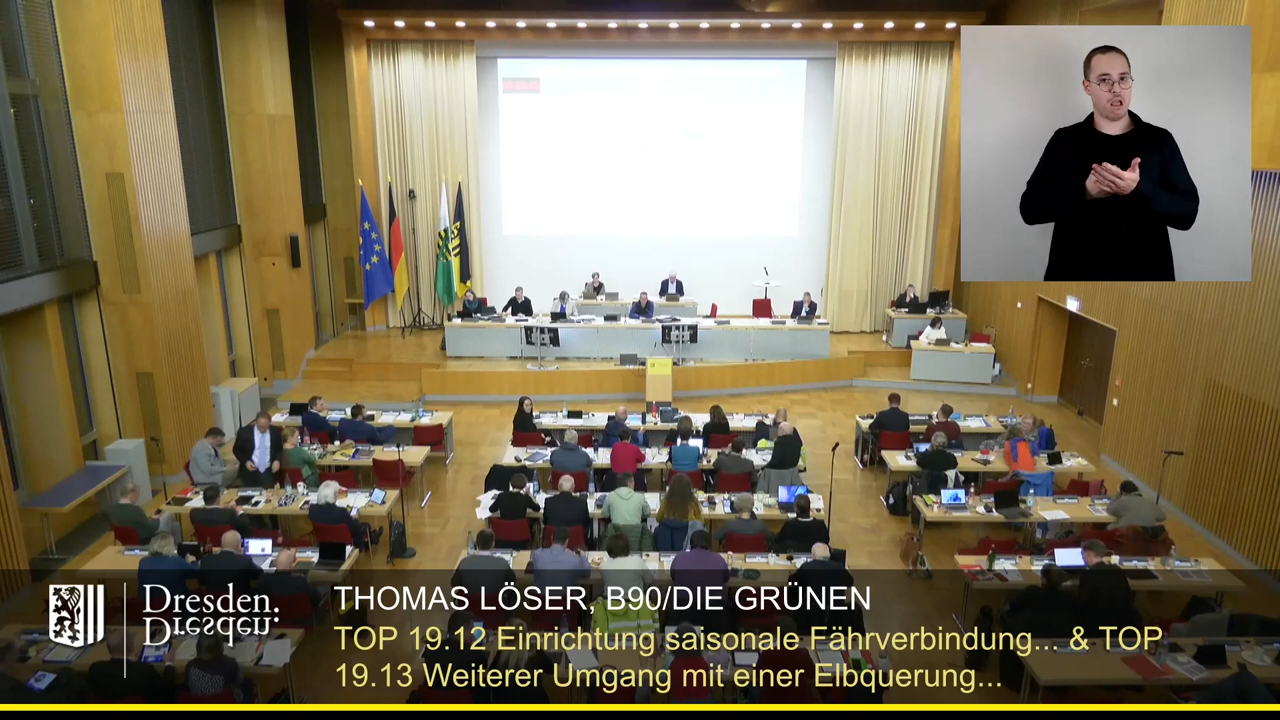 THOMAS LÖSER, B90/DIE GRÜNEN
Dresden.
Dresden.
TOP 19.12 Einrichtung saisonale Fährverbindung... & TOP
19.13 Weiterer Umgang mit einer Elbquerung...